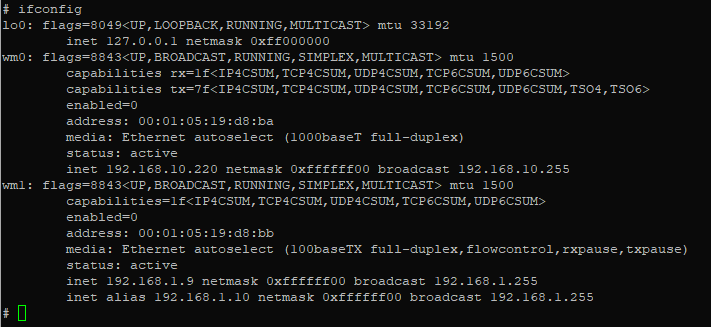 # ifconfig
lo0: flags=8049<UP,LOOPBACK,RUNNING,MULTICAST> mtu 33192
inet 127.0.0.1 netmask 0xff000000
wm0: flags=8843<UP,BROADCAST,RUNNING,SIMPLEX,MULTICAST> mtu 1500
capabilities rx=1f<IP4CSUM,TCP4CSUM,UDP4CSUM,TCP6CSUM,UDP6CSUM>
capabilities tx=7f<IP4CSUM,TCP4CSUM,UDP4CSUM,TCP6CSUM,UDP6CSUM,TSO4,TSO6>
enabled=0
address: 00:01:05:19:d8:ba
media: Ethernet autoselect (1000baseT full-duplex)
status: active
inet 192.168.10.220 netmask 0xffffff00 broadcast 192.168.10.255
wm1: flags=8843<UP,BROADCAST,RUNNING,SIMPLEX,MULTICAST> mtu 1500
capabilities=1f<IP4CSUM,TCP4CSUM,UDP4CSUM,TCP6CSUM,UDP6CSUM>
enabled=0
address: 00:01:05:19:d8:bb
media: Ethernet autoselect (100baseTX full-duplex,flowcontrol,rxpause,txpause)
status: active
inet 192.168.1.9 netmask 0xffffff00 broadcast 192.168.1.255
inet alias 192.168.1.10 netmask 0xffffff00 broadcast 192.168.1.255
#